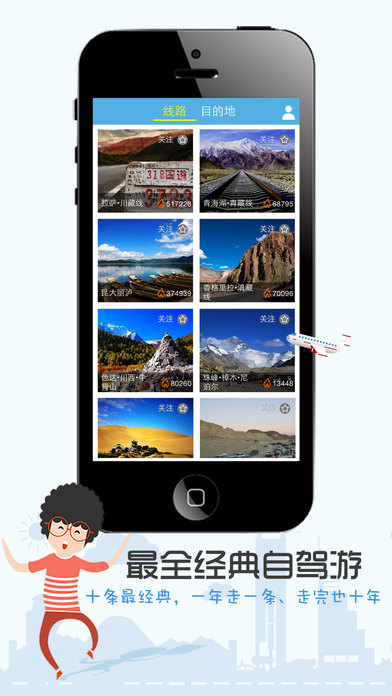 线路 目的地
关注 关注
318国道
拉萨·川藏线 517228 青海湖·青藏线 68795
关注 关注
昆大丽泸 374939 香格里拉·滇藏
线 70096
关注 关注
色达·川西·牛
背山 80260 珠峰·樟木·尼
泊尔 13448
关注 关注
最全经典自驾游
十条最经典，一年走一条、走完也十年